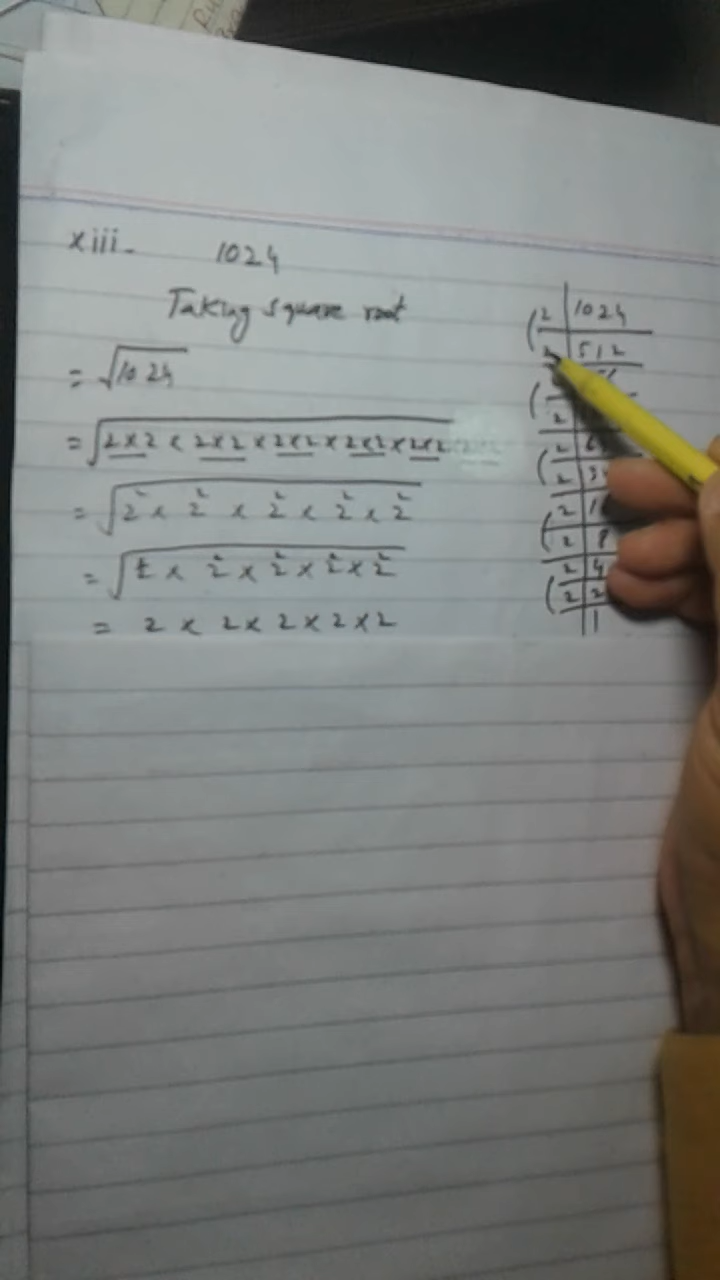 xiii. 1024
Taking square root
= √1024
= √2×2 × 2×2 × 2×2 × 2×2 × 2×2
= √2² × 2² × 2² × 2² × 2²
= √2² × 2² × 2² × 2² × 2²
= 2 × 2 × 2 × 2 × 2
2 | 1024
2 | 512
2
2
2
2 | 16
2 | 8
2 | 4
2 | 2
1